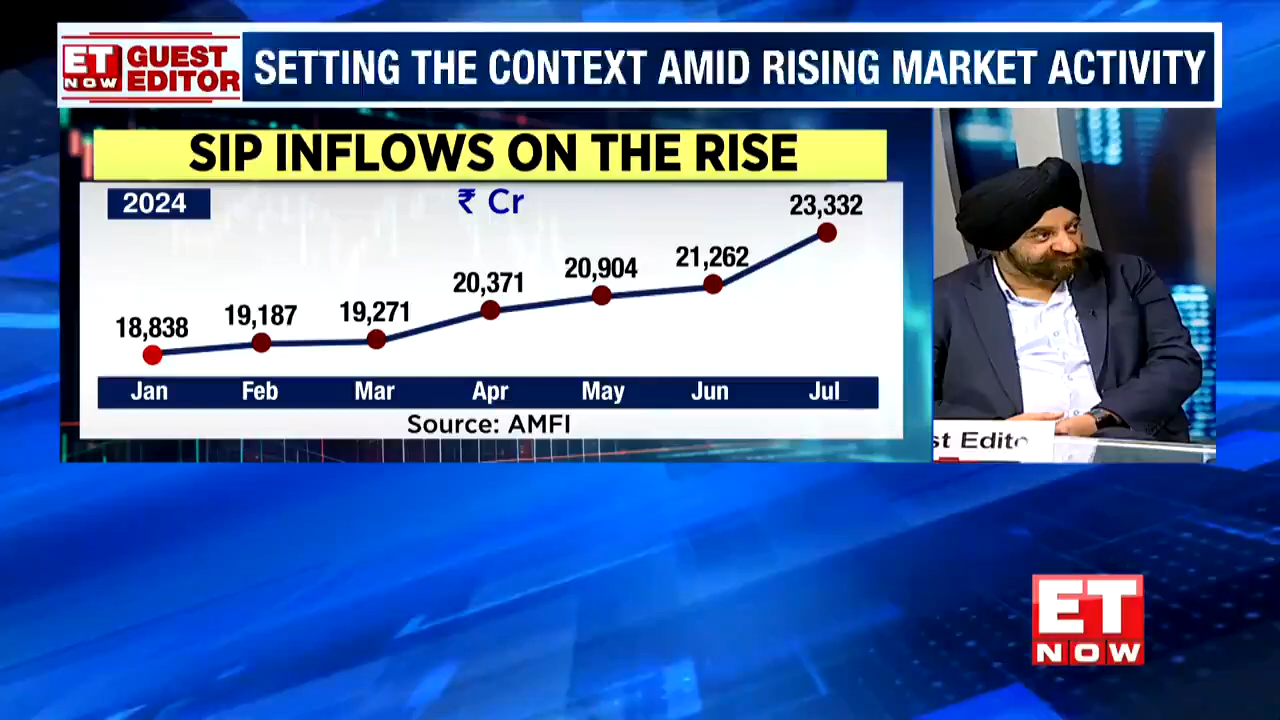 ET NOW
GUEST EDITOR
SETTING THE CONTEXT AMID RISING MARKET ACTIVITY
SIP INFLOWS ON THE RISE
2024
₹ Cr
18,838
19,187
19,271
20,371
20,904
21,262
23,332
Jan Feb Mar Apr May Jun Jul
Source: AMFI
st Edito
ET
NOW